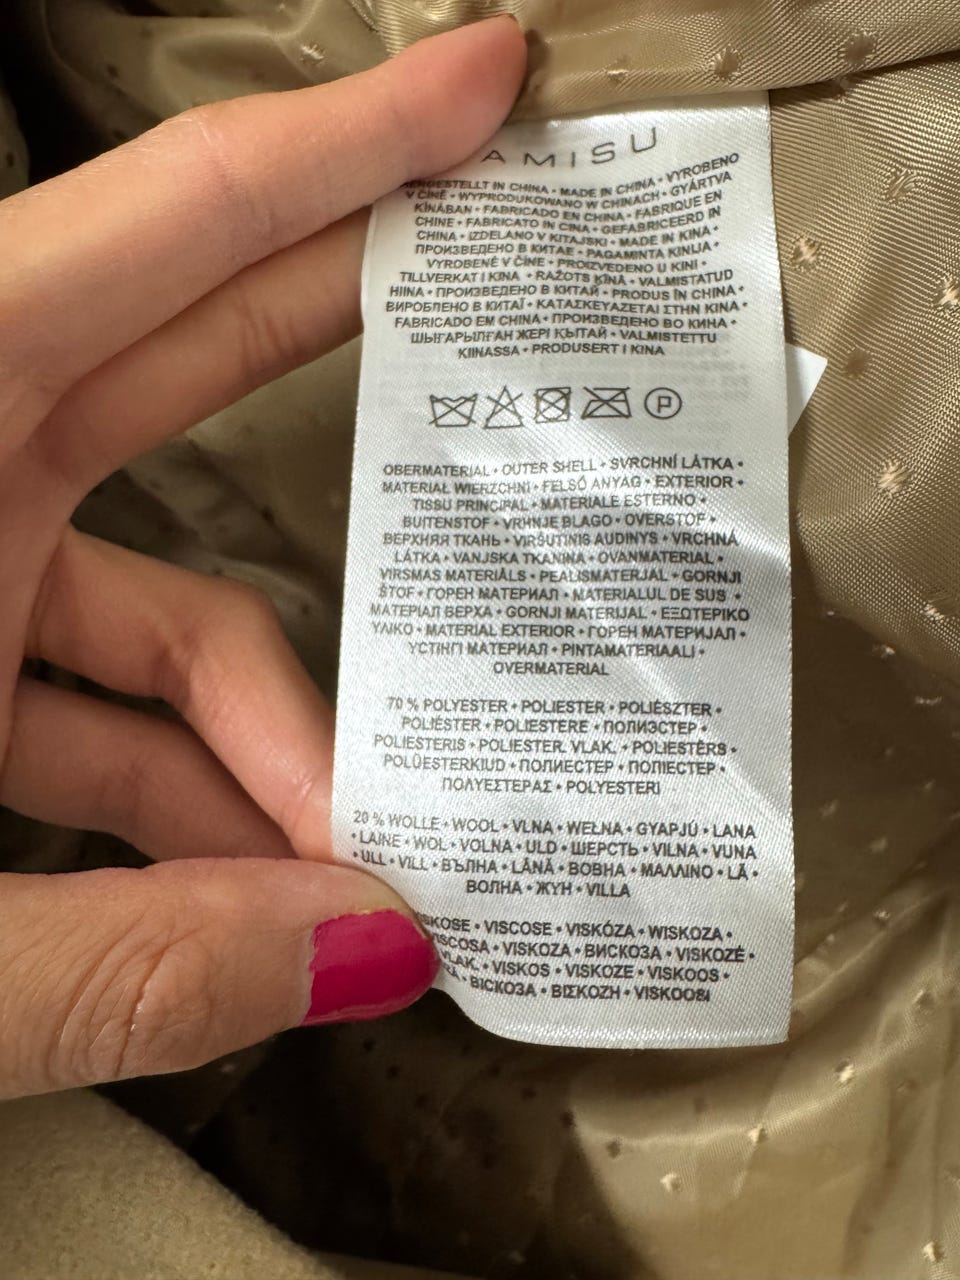 AMISU
HERGESTELLT IN CHINA • MADE IN CHINA • VYROBENO
V ČÍNĚ • WYPRODUKOWANO W CHINACH • GYÁRTVA
KÍNÁBAN • FABRICADO EN CHINA • FABRIQUE EN
CHINE • FABRICATO IN CINA • GEFABRICEERD IN
CHINA • IZDELANO V KITAJSKI • MADE IN KINA •
ПРОИЗВЕДЕНО В КИТАЕ • PAGAMINTA KINIJA •
VYROBENÉ V ČÍNE • PROIZVEDENO U KINI •
TILLVERKAT I KINA • RAŽOTS ĶĪNĀ • VALMISTATUD
HIINA • ПРОИЗВЕДЕНО В КИТАЙ • PRODUS ÎN CHINA •
ВИРОБЛЕНО В КИТАЇ • ΚΑΤΑΣΚΕΥΑΖΕΤΑΙ ΣΤΗΝ ΚΙΝΑ •
FABRICADO EM CHINA • ПРОИЗВЕДЕНО ВО КИНА •
ШЫҒАРЫЛҒАН ЖЕРІ ҚЫТАЙ • VALMISTETTU
KIINASSA • PRODUSERT I KINA
P
OBERMATERIAL • OUTER SHELL • SVRCHNÍ LÁTKA •
MATERIAŁ WIERZCHNI • FELSŐ ANYAG • EXTERIOR •
TISSU PRINCIPAL • MATERIALE ESTERNO •
BUITENSTOF • VRHNJE BLAGO • OVERSTOF •
ВЕРХНЯЯ ТКАНЬ • VIRŠUTINIS AUDINYS • VRCHNÁ
LÁTKA • VANJSKA TKANINA • OVANMATERIAL •
VIRSMAS MATERIĀLS • PEALISMATERJAL • GORNJI
ŠTOF • ГОРЕН МАТЕРИАЛ • MATERIALUL DE SUS •
МАТЕРІАЛ ВЕРХА • GORNJI MATERIJAL • ΕΞΩΤΕΡΙΚΟ
ΥΛΙΚΟ • MATERIAL EXTERIOR • ГОРЕН МАТЕРИЈАЛ •
ҮСТІҢГІ МАТЕРИАЛ • PINTAMATERIAALI •
OVERMATERIAL
70 % POLYESTER • POLIESTER • POLIÉSZTER •
POLIÉSTER • POLIESTERE • ПОЛИЭСТЕР •
POLIESTERIS • POLIESTER. VLAK. • POLIESTĒRS •
POLÜESTERKIUD • ПОЛИЕСТЕР • ПОЛІЕСТЕР •
ΠΟΛΥΕΣΤΕΡΑΣ • POLYESTERI
20 % WOLLE • WOOL • VLNA • WEŁNA • GYAPJÚ • LANA
• LAINE • WOL • VOLNA • ULD • ШЕРСТЬ • VILNA • VUNA
• ULL • VILL • ВЪЛНА • LÂNĂ • ВОВНА • ΜΑΛΛΙΝΟ • LÃ •
ВОЛНА • ЖҮН • VILLA
VISKOSE • VISCOSE • VISKÓZA • WISKOZA •
VISCOSA • VISKOZA • ВИСКОЗА • VISKOZĖ •
VLAK. • VISKOS • VISKOZE • VISKOOS •
• ВІСКОЗА • ΒΙΣΚΟΖΗ • VISKOOSI